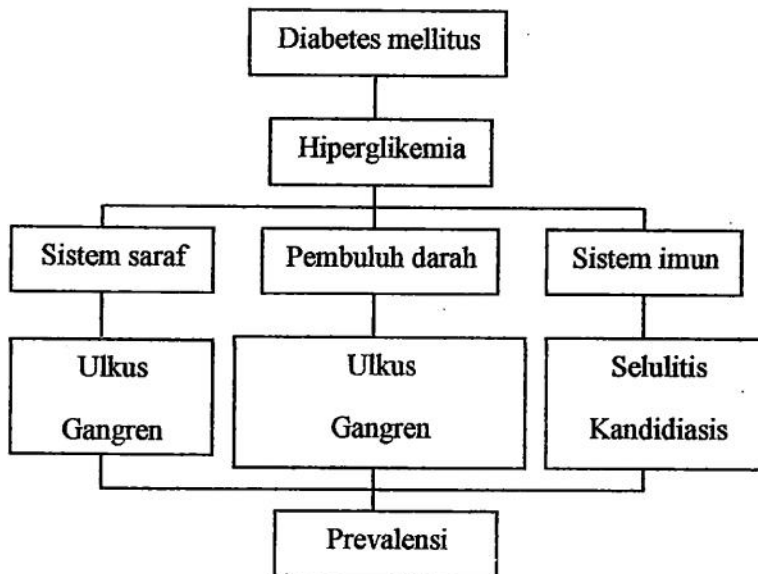 Diabetes mellitus
Hiperglikemia
Sistem saraf
Pembuluh darah
Sistem imun
Ulkus
Gangren
Ulkus
Gangren
Selulitis
Kandidiasis
Prevalensi